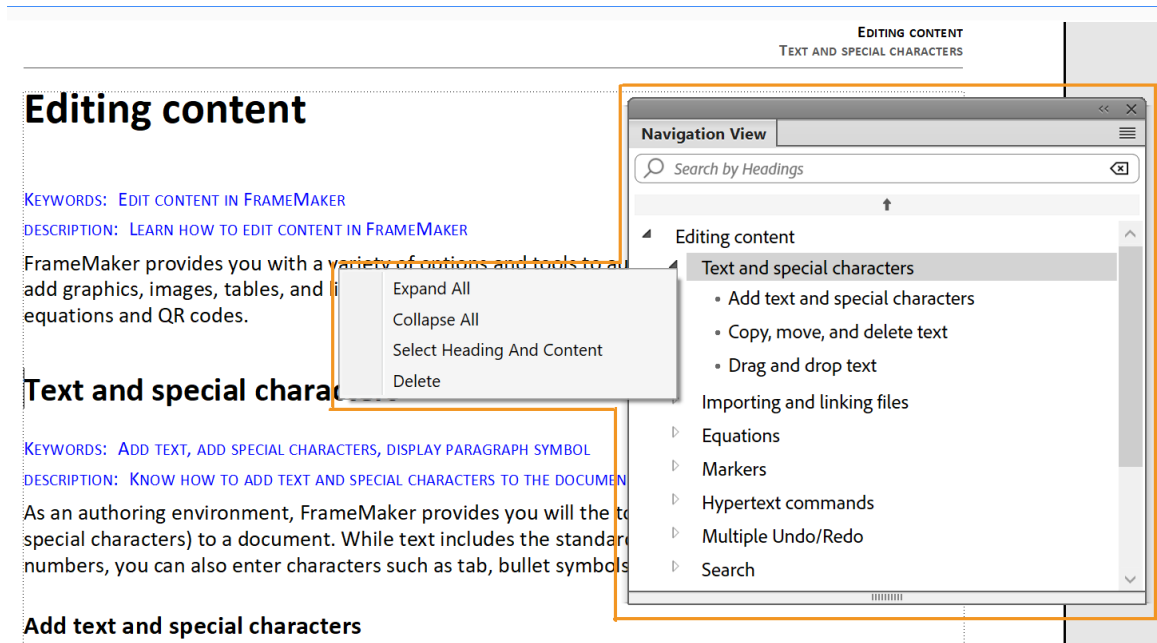 EDITING CONTENT
TEXT AND SPECIAL CHARACTERS
Editing content
KEYWORDS: EDIT CONTENT IN FRAMEMAKER
DESCRIPTION: LEARN HOW TO EDIT CONTENT IN FRAMEMAKER
FrameMaker provides you with a variety of options and tools to
add graphics, images, tables, and
equations and QR codes.
Text and special characters
KEYWORDS: ADD TEXT, ADD SPECIAL CHARACTERS, DISPLAY PARAGRAPH SYMBOL
DESCRIPTION: KNOW HOW TO ADD TEXT AND SPECIAL CHARACTERS TO THE DOCUMEN
As an authoring environment, FrameMaker provides you will the
special characters) to a document. While text includes the standar
numbers, you can also enter characters such as tab, bullet symbols
Add text and special characters
Expand All
Collapse All
Select Heading And Content
Delete
Navigation View
Search by Headings
Editing content
Text and special characters
• Add text and special characters
• Copy, move, and delete text
• Drag and drop text
Importing and linking files
Equations
Markers
Hypertext commands
Multiple Undo/Redo
Search